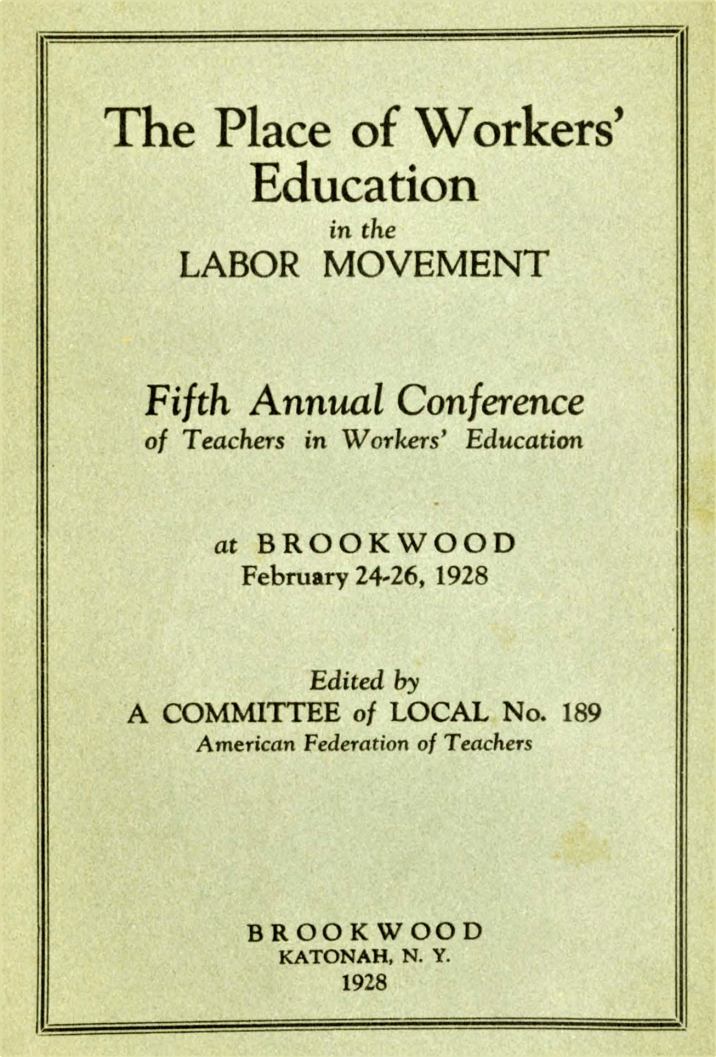 The Place of Workers'
Education
in the
LABOR MOVEMENT
Fifth Annual Conference
of Teachers in Workers' Education
at BROOKWOOD
February 24-26, 1928
Edited by
A COMMITTEE of LOCAL No. 189
American Federation of Teachers
BROOKWOOD
KATONAH, N. Y.
1928